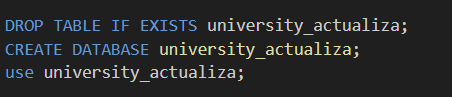 DROP TABLE IF EXISTS university_actualiza;
CREATE DATABASE university_actualiza;
use university_actualiza;